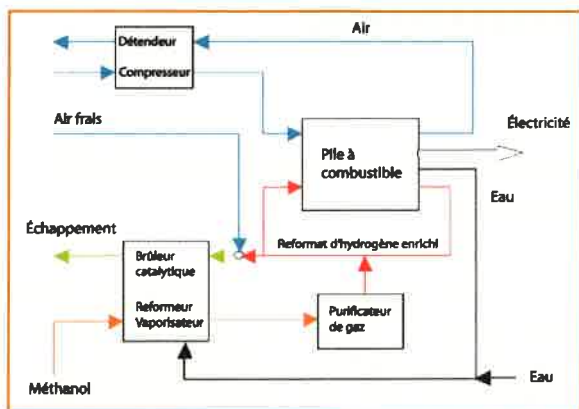 Air
Détendeur
Compresseur
Air frais
Électricité
Pile à
combustible
Eau
Échappement
Reformat d'hydrogène enrichi
Brûleur
catalytique
Reformeur
Vaporisateur
Purificateur
de gaz
Méthanol
Eau